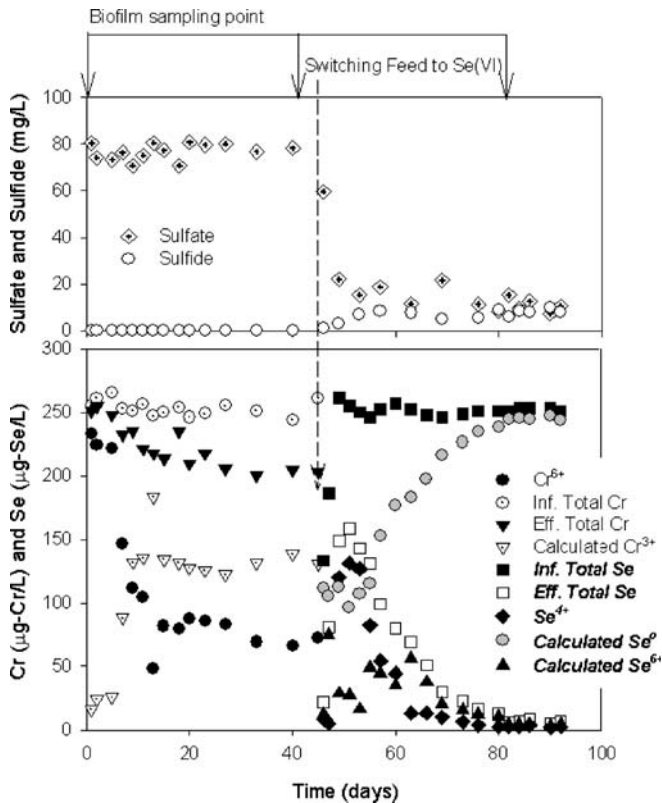 Biofilm sampling point
Switching Feed to Se(VI)
Sulfate and Sulfide (mg/L)
100
80
60
40
20
0
Sulfate
Sulfide
Cr (μg-Cr/L) and Se (μg-Se/L)
300
250
200
150
100
50
0
Cr⁶⁺
Inf. Total Cr
Eff. Total Cr
Calculated Cr³⁺
Inf. Total Se
Eff. Total Se
Se⁴⁺
Calculated Se⁰
Calculated Se⁶⁺
0 20 40 60 80 100
Time (days)